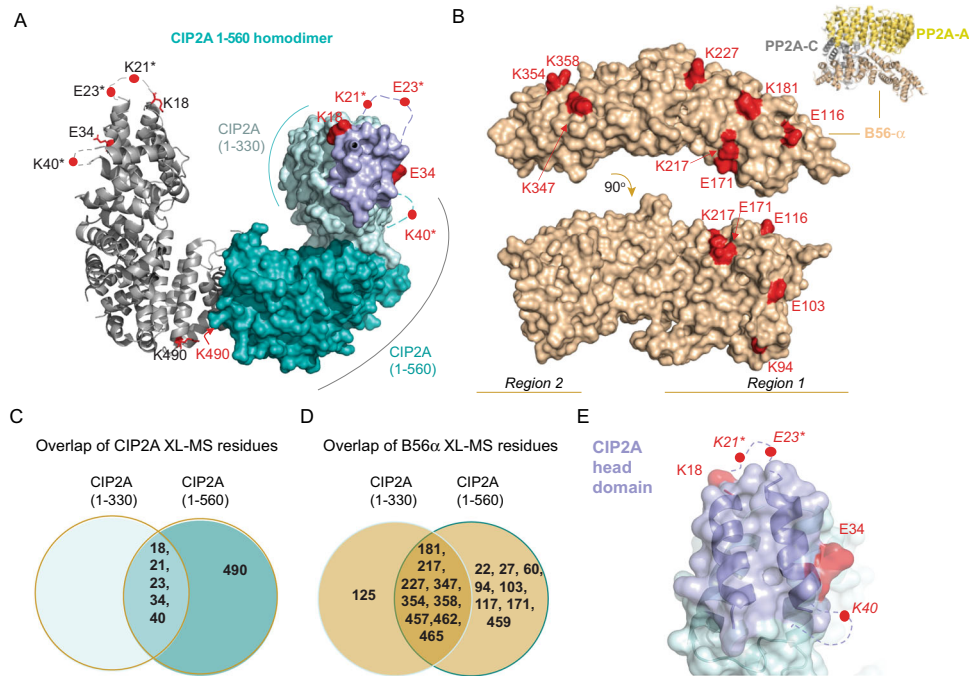 A
CIP2A 1-560 homodimer
K21*
E23*
K18
E34
K40*
K490
K490
K21*
E23*
K18
CIP2A
(1-330)
E34
K40*
CIP2A
(1-560)
B
PP2A-C
PP2A-A
B56-α
K358
K354
K227
K181
E116
K347
K217
E171
90°
K217
E171
E116
E103
K94
Region 2
Region 1
C
Overlap of CIP2A XL-MS residues
CIP2A
(1-330)
CIP2A
(1-560)
18,
21,
23,
34,
40
490
D
Overlap of B56α XL-MS residues
CIP2A
(1-330)
CIP2A
(1-560)
125
181,
217,
227, 347,
354, 358,
457,462,
465
22, 27, 60,
94, 103,
117, 171,
459
E
CIP2A
head
domain
K21*
E23*
K18
E34
K40